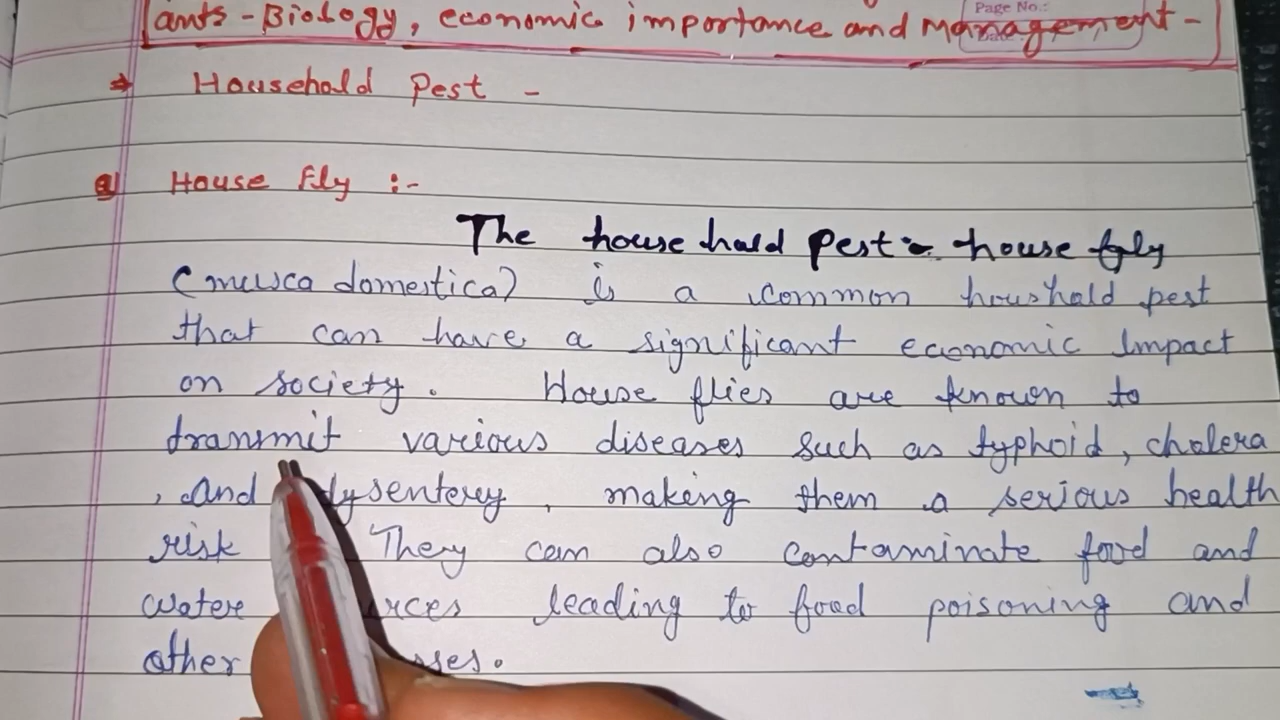 ants - Biology, economic importance and management -
Page No.:
→ Household Pest -
a) House fly :-
The household pest - house fly
(musca domestica) is a common houshold pest
that can have a significant economic impact
on society. House flies are known to
transmit various diseases such as typhoid, cholera
, and dysentery, making them a serious health
risk They can also contaminate food and
water leading to food poisoning and
other